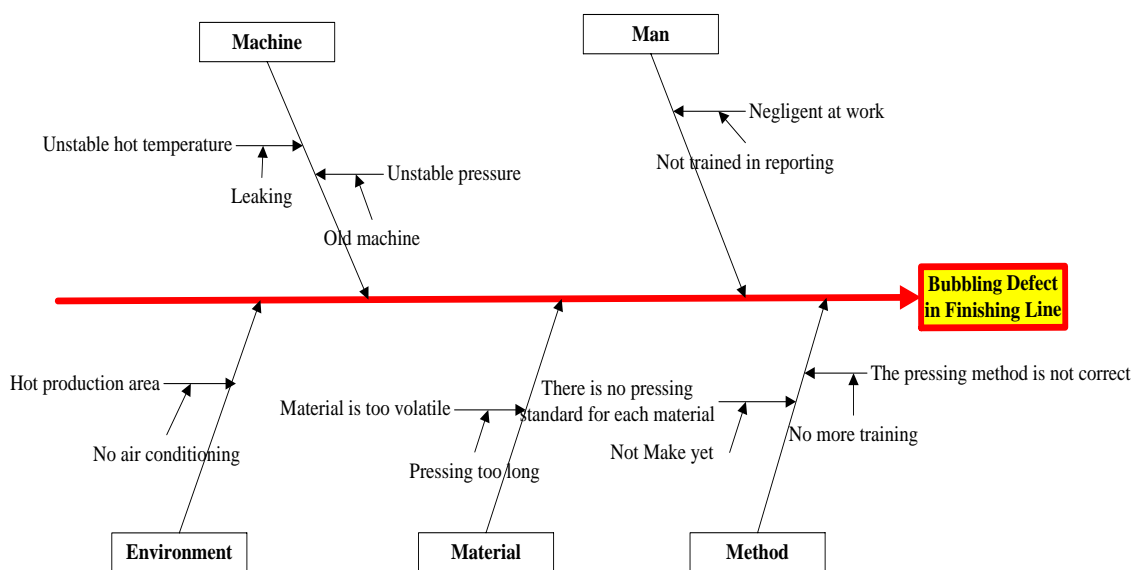 Machine
Man
Negligent at work
Unstable hot temperature
Not trained in reporting
Unstable pressure
Leaking
Old machine
Bubbling Defect
in Finishing Line
Hot production area
The pressing method is not correct
There is no pressing
standard for each material
Material is too volatile
No more training
No air conditioning
Not Make yet
Pressing too long
Environment
Material
Method